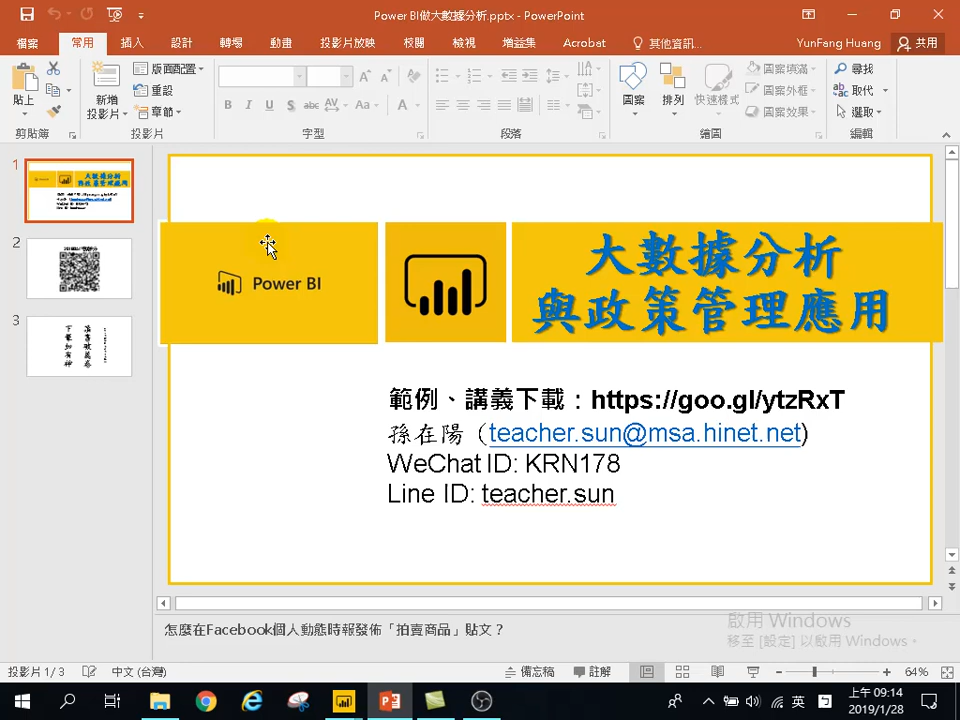 Power BI做大數據分析.pptx - PowerPoint
檔案 常用 插入 設計 轉場 動畫 投影片放映 校閱 檢視 增益集 Acrobat 其他資訊... YunFang Huang 共用
貼上
新增
投影片
版面配置
重設
章節
B I U S abc AV Aa A
圖案 排列 快速樣式
圖案填滿
圖案外框
圖案效果
尋找
取代
選取
剪貼簿 投影片 字型 段落 繪圖 編輯
1
2
3
Power BI
大數據分析
與政策管理應用
範例、講義下載：https://goo.gl/ytzRxT
孫在陽（teacher.sun@msa.hinet.net)
WeChat ID: KRN178
Line ID: teacher.sun
怎麼在Facebook個人動態時報發佈「拍賣商品」貼文？
啟用 Windows
移至 [設定] 以啟用 Windows。
投影片 1 / 3 中文 (台灣) 備忘稿 註解 64%
英
上午 09:14
2019/1/28